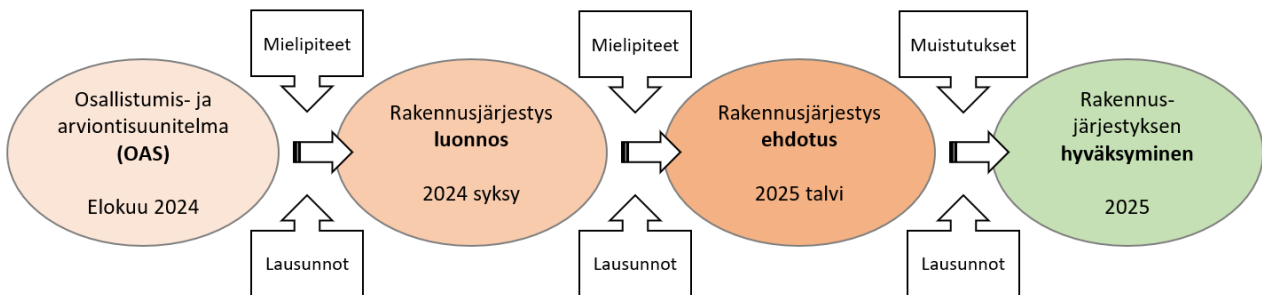 Mielipiteet
Mielipiteet
Muistutukset
Osallistumis- ja
arviontisuunitelma
(OAS)
Elokuu 2024
Rakennusjärjestys
luonnos
2024 syksy
Rakennusjärjestys
ehdotus
2025 talvi
Rakennus-
järjestyksen
hyväksyminen
2025
Lausunnot
Lausunnot
Lausunnot